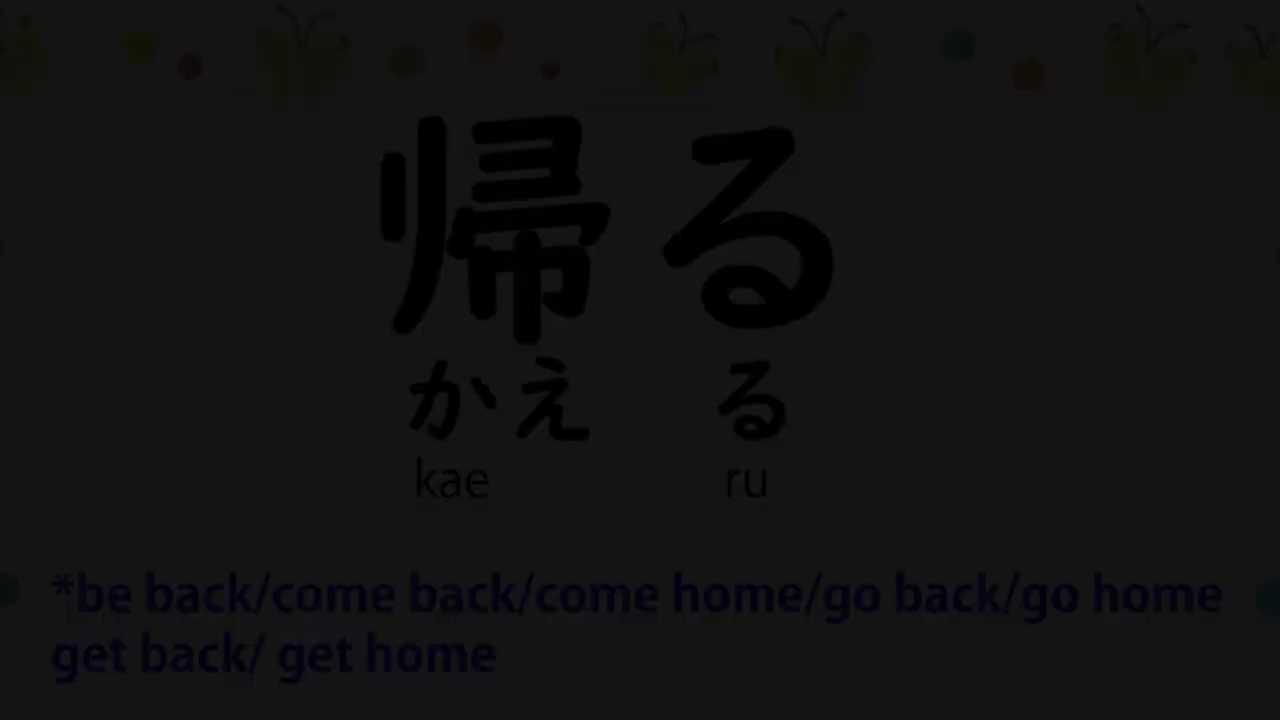 帰る
かえ る
kae ru
*be back/come back/come home/go back/go home
get back/ get home